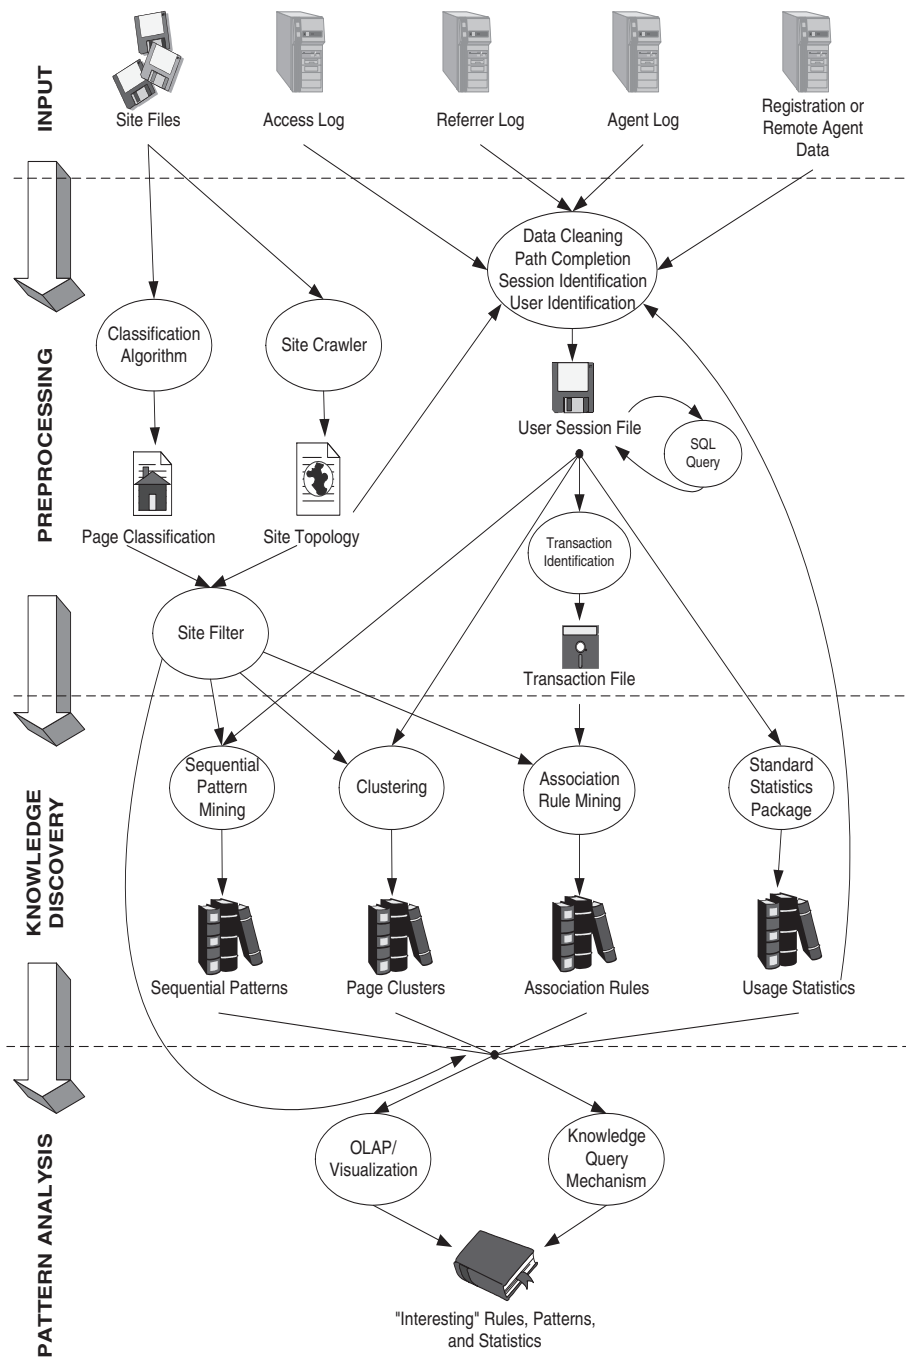 INPUT
Site Files
Access Log
Referrer Log
Agent Log
Registration or
Remote Agent
Data
PREPROCESSING
Data Cleaning
Path Completion
Session Identification
User Identification
Classification
Algorithm
Site Crawler
User Session File
SQL
Query
Page Classification
Site Topology
Transaction
Identification
Site Filter
Transaction File
KNOWLEDGE
DISCOVERY
Sequential
Pattern
Mining
Clustering
Association
Rule Mining
Standard
Statistics
Package
Sequential Patterns
Page Clusters
Association Rules
Usage Statistics
PATTERN ANALYSIS
OLAP/
Visualization
Knowledge
Query
Mechanism
"Interesting" Rules, Patterns,
and Statistics